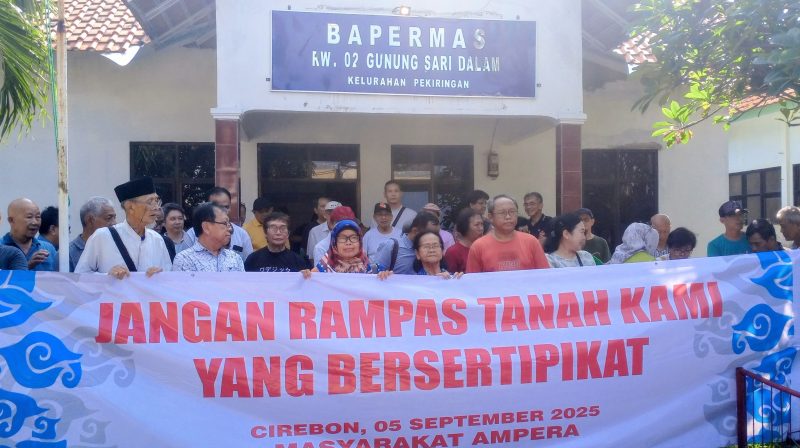 BAPERMAS
RW. 02 GUNUNG SARI DALAM
KELURAHAN PEKIRINGAN
JANGAN RAMPAS TANAH KAMI
YANG BERSERTIPIKAT
CIREBON, 05 SEPTEMBER 2025
MASYARAKAT AMPERA